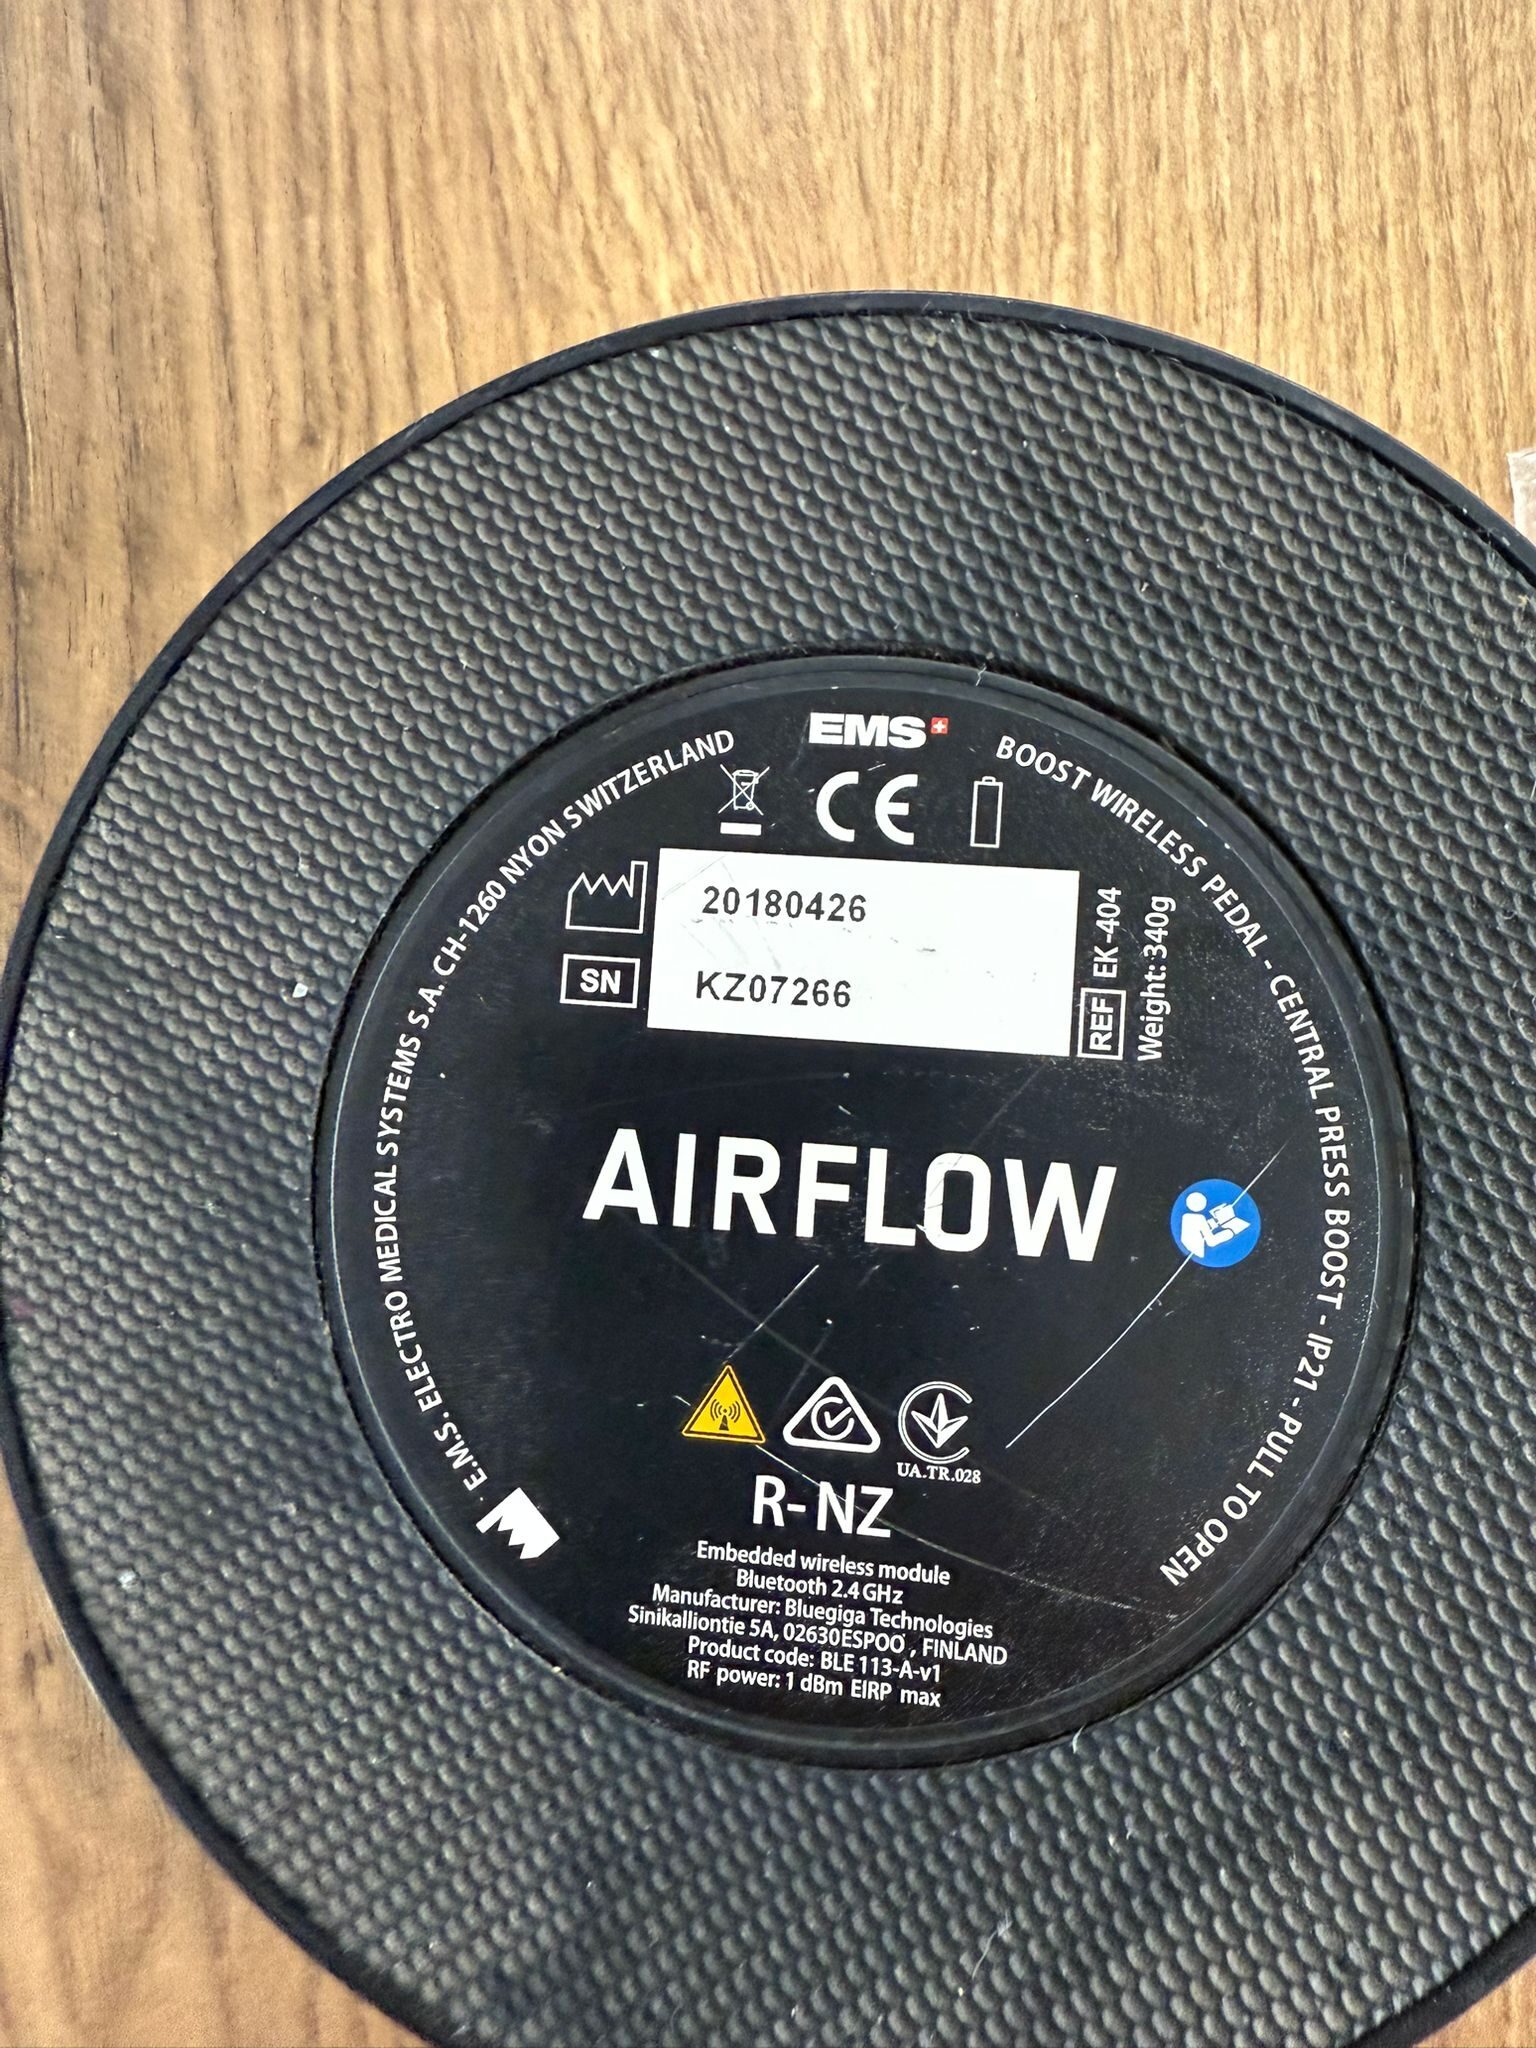 EMS
E.M.S. ELECTRO MEDICAL SYSTEMS S.A. CH-1260 NYON SWITZERLAND
BOOST WIRELESS PEDAL - CENTRAL PRESS BOOST - IP21 - PULL TO OPEN
CE
20180426
SN
KZ07266
REF EK-404
Weight: 340g
AIRFLOW
UA.TR.028
R-NZ
Embedded wireless module
Bluetooth 2.4 GHz
Manufacturer: Bluegiga Technologies
Sinikalliontie 5A, 02630ESPOO , FINLAND
Product code: BLE 113-A-v1
RF power: 1 dBm EIRP max